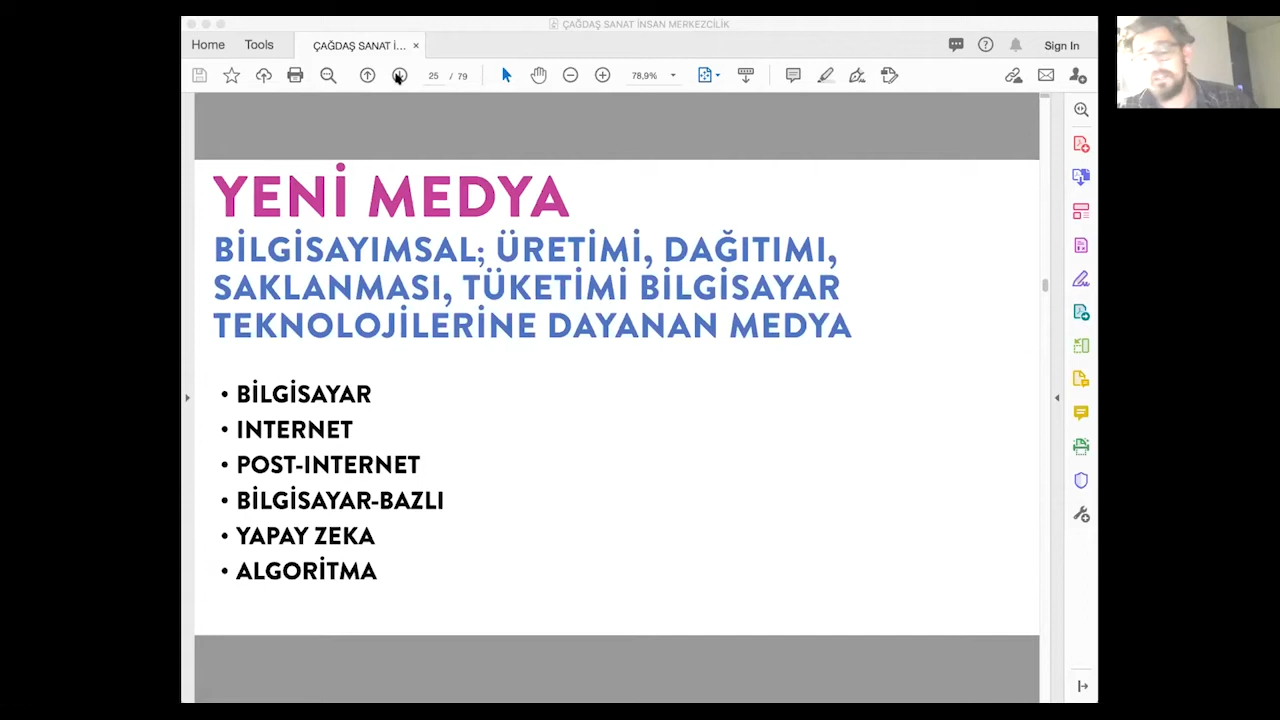 ÇAĞDAŞ SANAT İNSAN MERKEZCİLİK
Home Tools ÇAĞDAŞ SANAT İ... × Sign In
25 / 79 78,9%
YENİ MEDYA
BİLGİSAYIMSAL; ÜRETİMİ, DAĞITIMI,
SAKLANMASI, TÜKETİMİ BİLGİSAYAR
TEKNOLOJİLERİNE DAYANAN MEDYA
• BİLGİSAYAR
• INTERNET
• POST-INTERNET
• BİLGİSAYAR-BAZLI
• YAPAY ZEKA
• ALGORİTMA